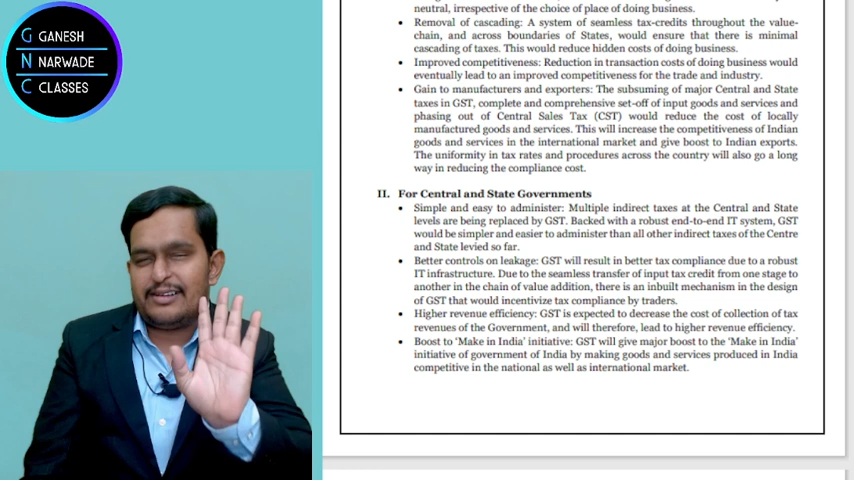 G GANESH
N NARWADE
C CLASSES
neutral, irrespective of the choice of place of doing business.
• Removal of cascading: A system of seamless tax-credits throughout the value-
chain, and across boundaries of States, would ensure that there is minimal
cascading of taxes. This would reduce hidden costs of doing business.
• Improved competitiveness: Reduction in transaction costs of doing business would
eventually lead to an improved competitiveness for the trade and industry.
• Gain to manufacturers and exporters: The subsuming of major Central and State
taxes in GST, complete and comprehensive set-off of input goods and services and
phasing out of Central Sales Tax (CST) would reduce the cost of locally
manufactured goods and services. This will increase the competitiveness of Indian
goods and services in the international market and give boost to Indian exports.
The uniformity in tax rates and procedures across the country will also go a long
way in reducing the compliance cost.
II. For Central and State Governments
• Simple and easy to administer: Multiple indirect taxes at the Central and State
levels are being replaced by GST. Backed with a robust end-to-end IT system, GST
would be simpler and easier to administer than all other indirect taxes of the Centre
and State levied so far.
• Better controls on leakage: GST will result in better tax compliance due to a robust
IT infrastructure. Due to the seamless transfer of input tax credit from one stage to
another in the chain of value addition, there is an inbuilt mechanism in the design
of GST that would incentivize tax compliance by traders.
• Higher revenue efficiency: GST is expected to decrease the cost of collection of tax
revenues of the Government, and will therefore, lead to higher revenue efficiency.
• Boost to ‘Make in India’ initiative: GST will give major boost to the ‘Make in India’
initiative of government of India by making goods and services produced in India
competitive in the national as well as international market.